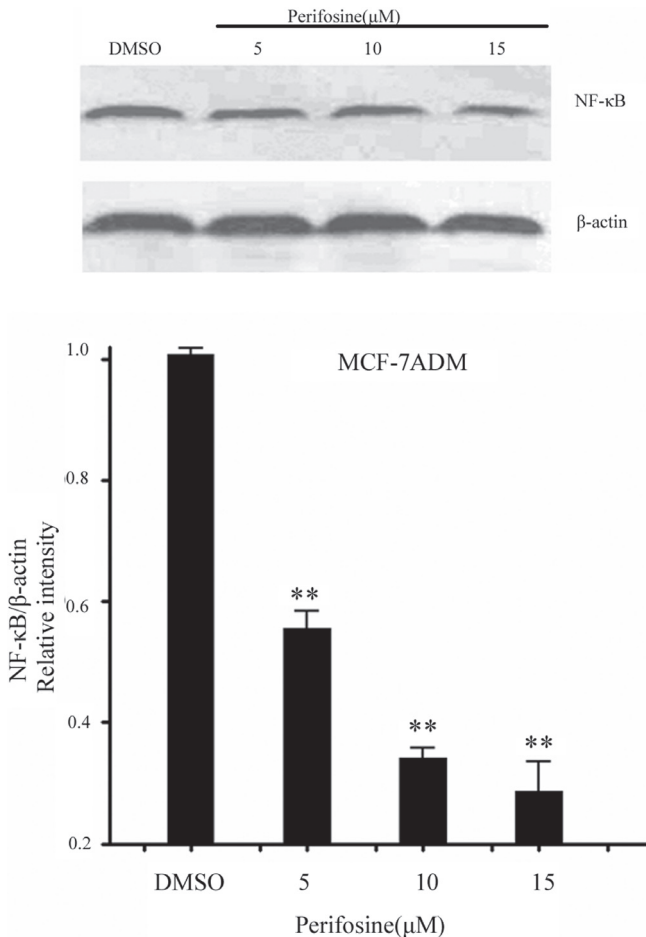 Perifosine(μM)
DMSO 5 10 15
NF-κB
β-actin
MCF-7ADM
NF-κB/β-actin
Relative intensity
1.0
0.8
0.6
0.4
0.2
**
**
**
DMSO 5 10 15
Perifosine(μM)